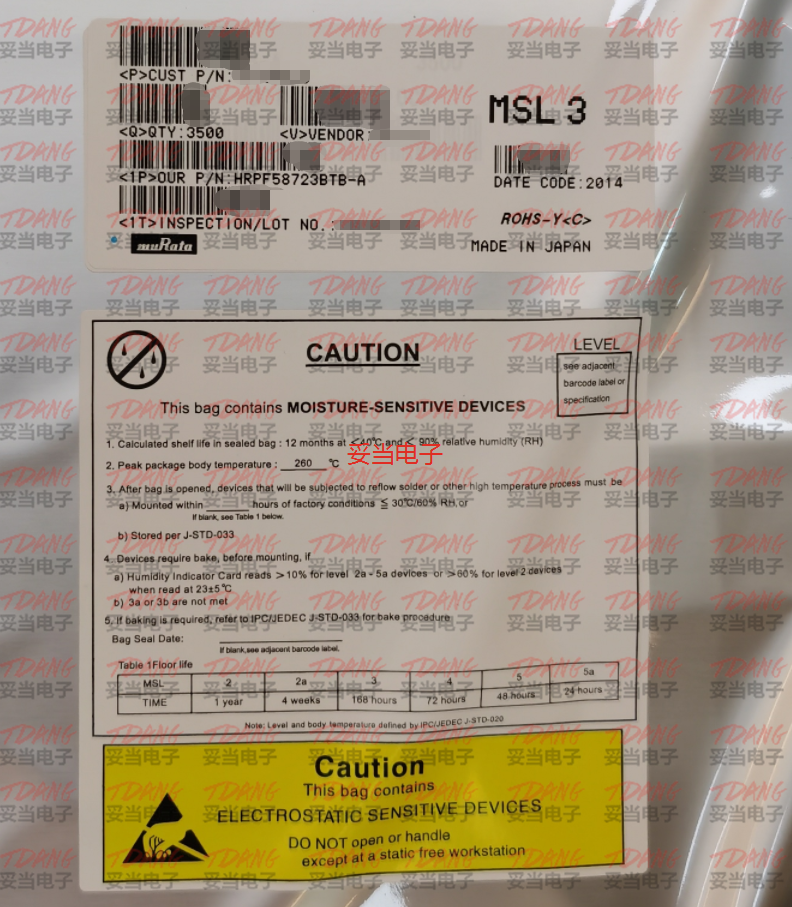 <P>CUST P/N:
<Q>QTY:3500
<V>VENDOR:
MSL 3
<1P>OUR P/N:HRPF58723BTB-A
DATE CODE:2014
<1T>INSPECTION/LOT NO.:
ROHS-Y<C>
muRata
MADE IN JAPAN
CAUTION
LEVEL
see adjacent
barcode label or
specification
This bag contains MOISTURE-SENSITIVE DEVICES
1. Calculated shelf life in sealed bag : 12 months at <40℃ and < 90% relative humidity (RH)
妥当电子
2. Peak package body temperature : 260 ℃
3. After bag is opened, devices that will be subjected to reflow solder or other high temperature process must be
a) Mounted within hours of factory conditions ≦ 30℃/60% RH,or
If blank, see Table 1 below.
b) Stored per J-STD-033
4. Devices require bake, before mounting, if
a) Humidity Indicator Card reads >10% for level 2a - 5a devices or >60% for level 2 devices
when read at 23±5℃
b) 3a or 3b are not met
5. If baking is required, refer to IPC/JEDEC J-STD-033 for bake procedure
Bag Seal Date:
If blank,see adjacent barcode label.
Table 1Floor life
MSL 2 2a 3 4 5 5a
TIME 1 year 4 weeks 168 hours 72 hours 48 hours 24 hours
Note: Level and body temperature defined by IPC/JEDEC J-STD-020
Caution
This bag contains
ELECTROSTATIC SENSITIVE DEVICES
DO NOT open or handle
except at a static free workstation
TDANG
妥当电子